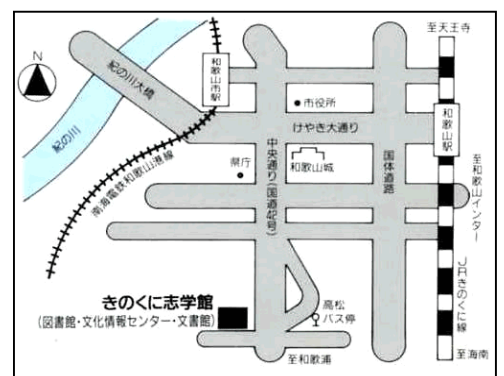 至天王寺
N
紀の川大橋
和歌山市駅
市役所
けやき大通り
和歌山駅
紀の川
県庁
和歌山城
中央通り(国道42号)
国体道路
至和歌山インター
南海電鉄和歌山港線
きのくに志学館
(図書館・文化情報センター・文書館)
高松
バス停
JRきのくに線
至和歌浦
至海南